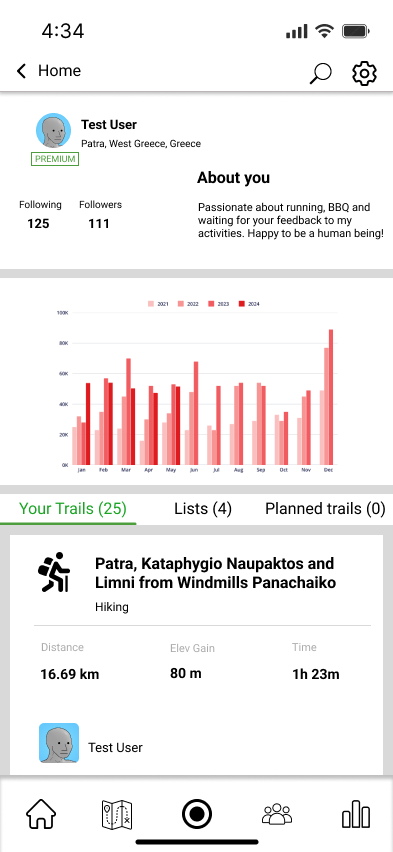 4:34
Home
Test User
Patra, West Greece, Greece
PREMIUM
About you
Following
Followers
125
111
Passionate about running, BBQ and
waiting for your feedback to my
activities. Happy to be a human being!
2021 2022 2023 2024
100K
80K
60K
40K
20K
0K
Jan Feb Mar Apr May Jun Jul Aug Sep Oct Nov Dec
Your Trails (25)
Lists (4)
Planned trails (0)
Patra, Kataphygio Naupaktos and
Limni from Windmills Panachaiko
Hiking
Distance
Elev Gain
Time
16.69 km
80 m
1h 23m
Test User